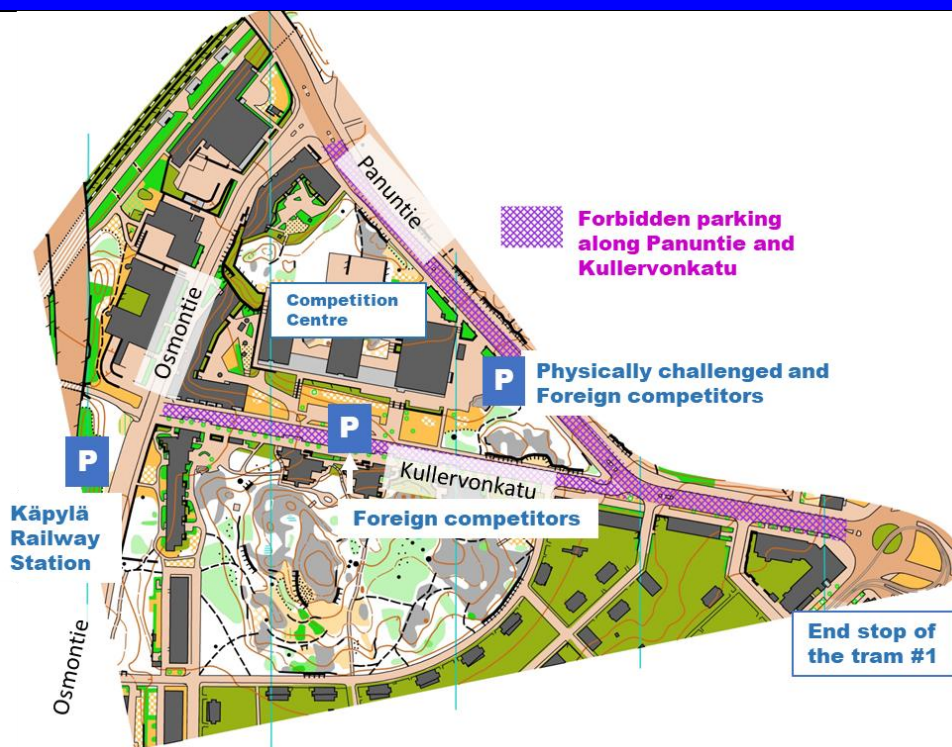 Panuntie
Forbidden parking
along Panuntie and
Kullervonkatu
Osmontie
Competition
Centre
P
Physically challenged and
Foreign competitors
P
P
Kullervonkatu
Käpylä
Railway
Station
Foreign competitors
Osmontie
End stop of
the tram #1